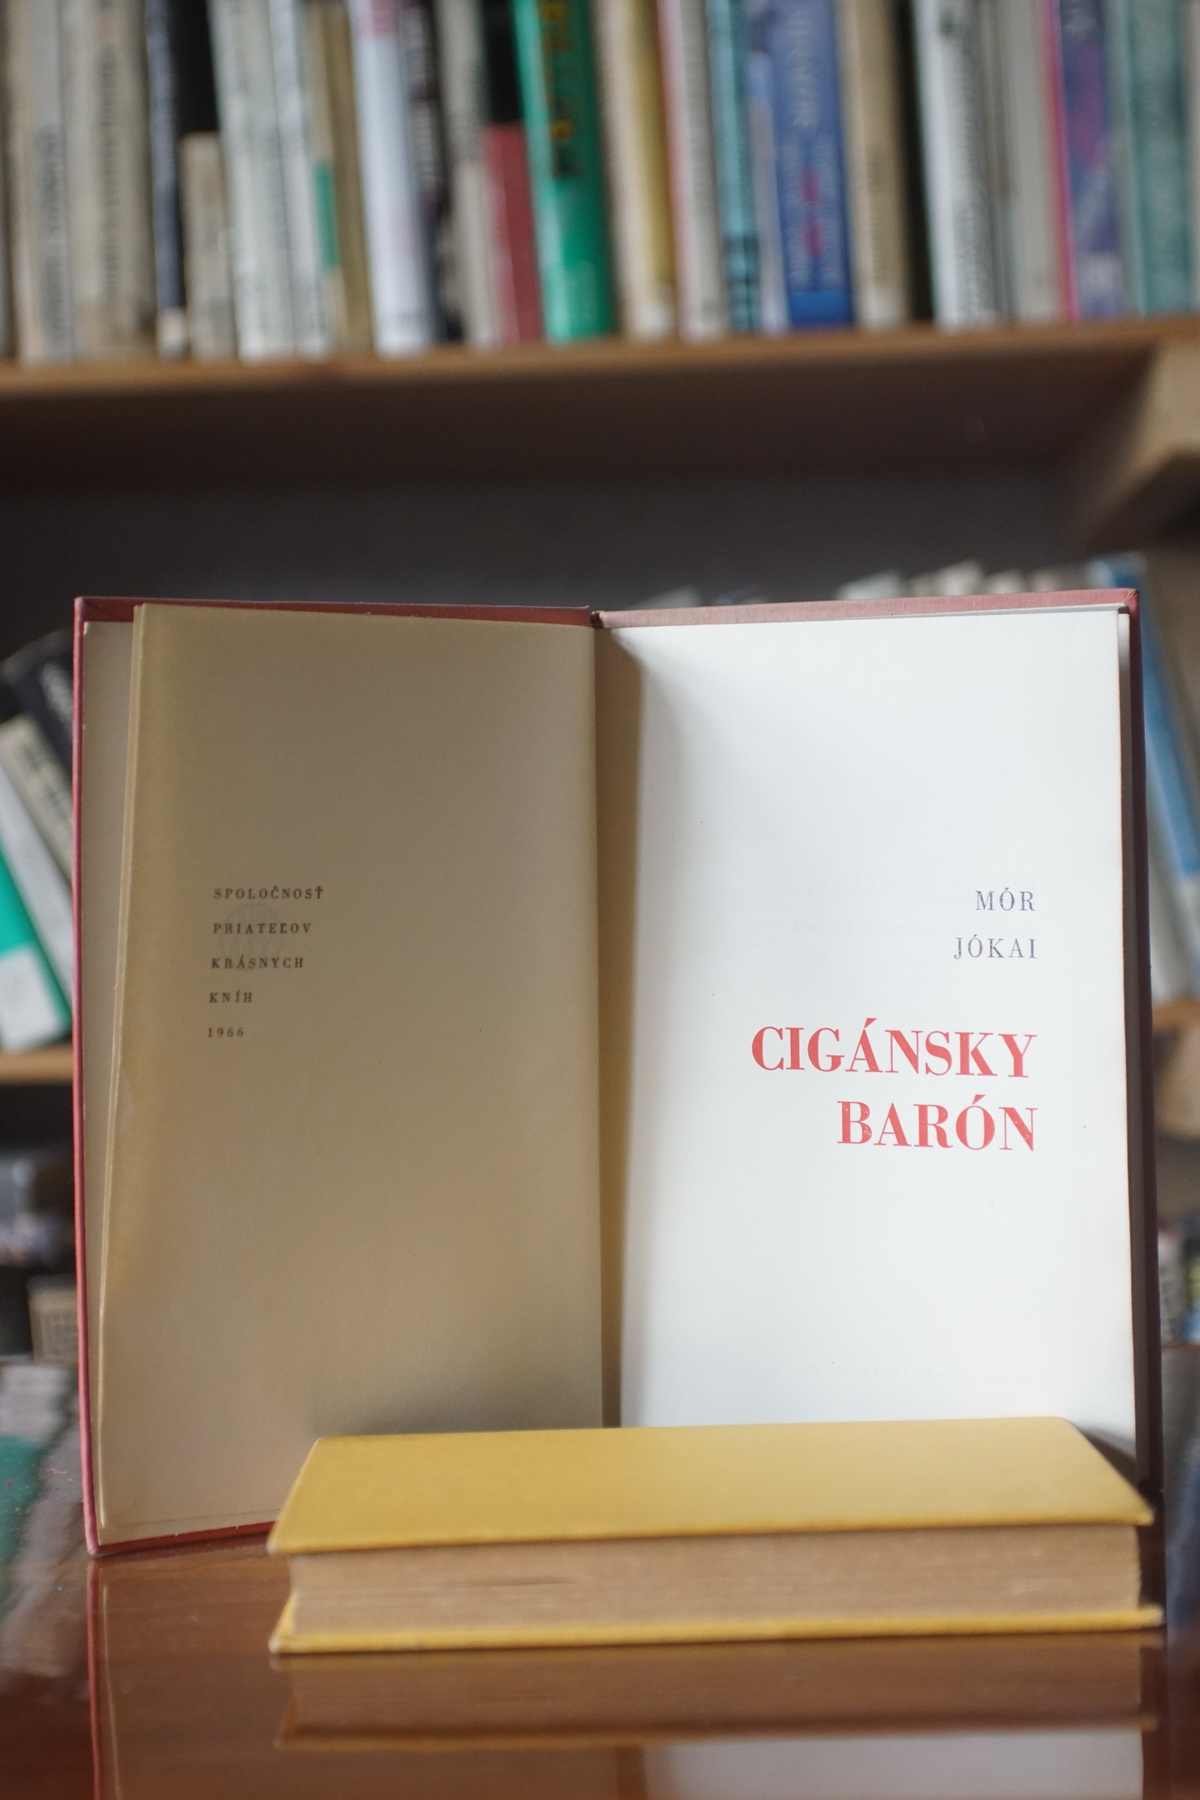 SPOLOČNOSŤ
PRIATEĽOV
KRÁSNYCH
KNÍH
1966
MÓR
JÓKAI
CIGÁNSKY
BARÓN